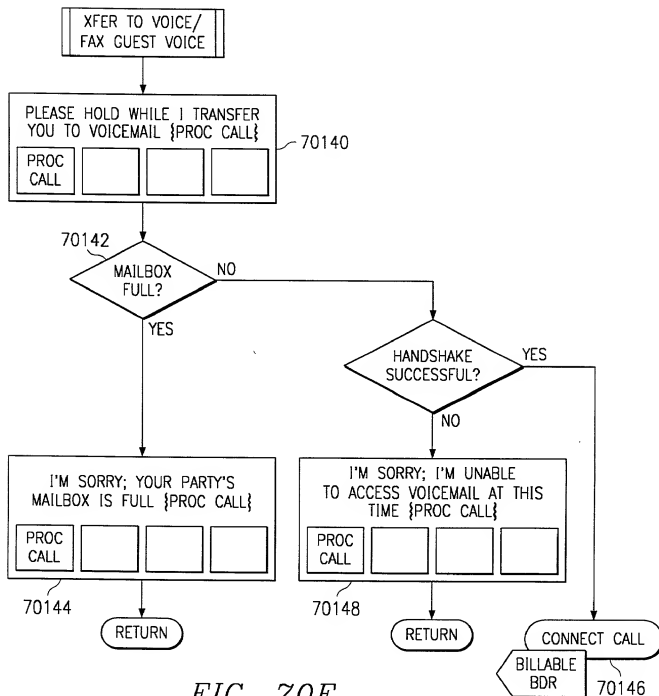 XFER TO VOICE/
FAX GUEST VOICE
PLEASE HOLD WHILE I TRANSFER
YOU TO VOICEMAIL {PROC CALL}
PROC
CALL
70140
70142
MAILBOX
FULL?
NO
YES
HANDSHAKE
SUCCESSFUL?
YES
NO
I'M SORRY; YOUR PARTY'S
MAILBOX IS FULL {PROC CALL}
PROC
CALL
70144
RETURN
I'M SORRY; I'M UNABLE
TO ACCESS VOICEMAIL AT THIS
TIME {PROC CALL}
PROC
CALL
70148
RETURN
CONNECT CALL
BILLABLE
BDR
70146